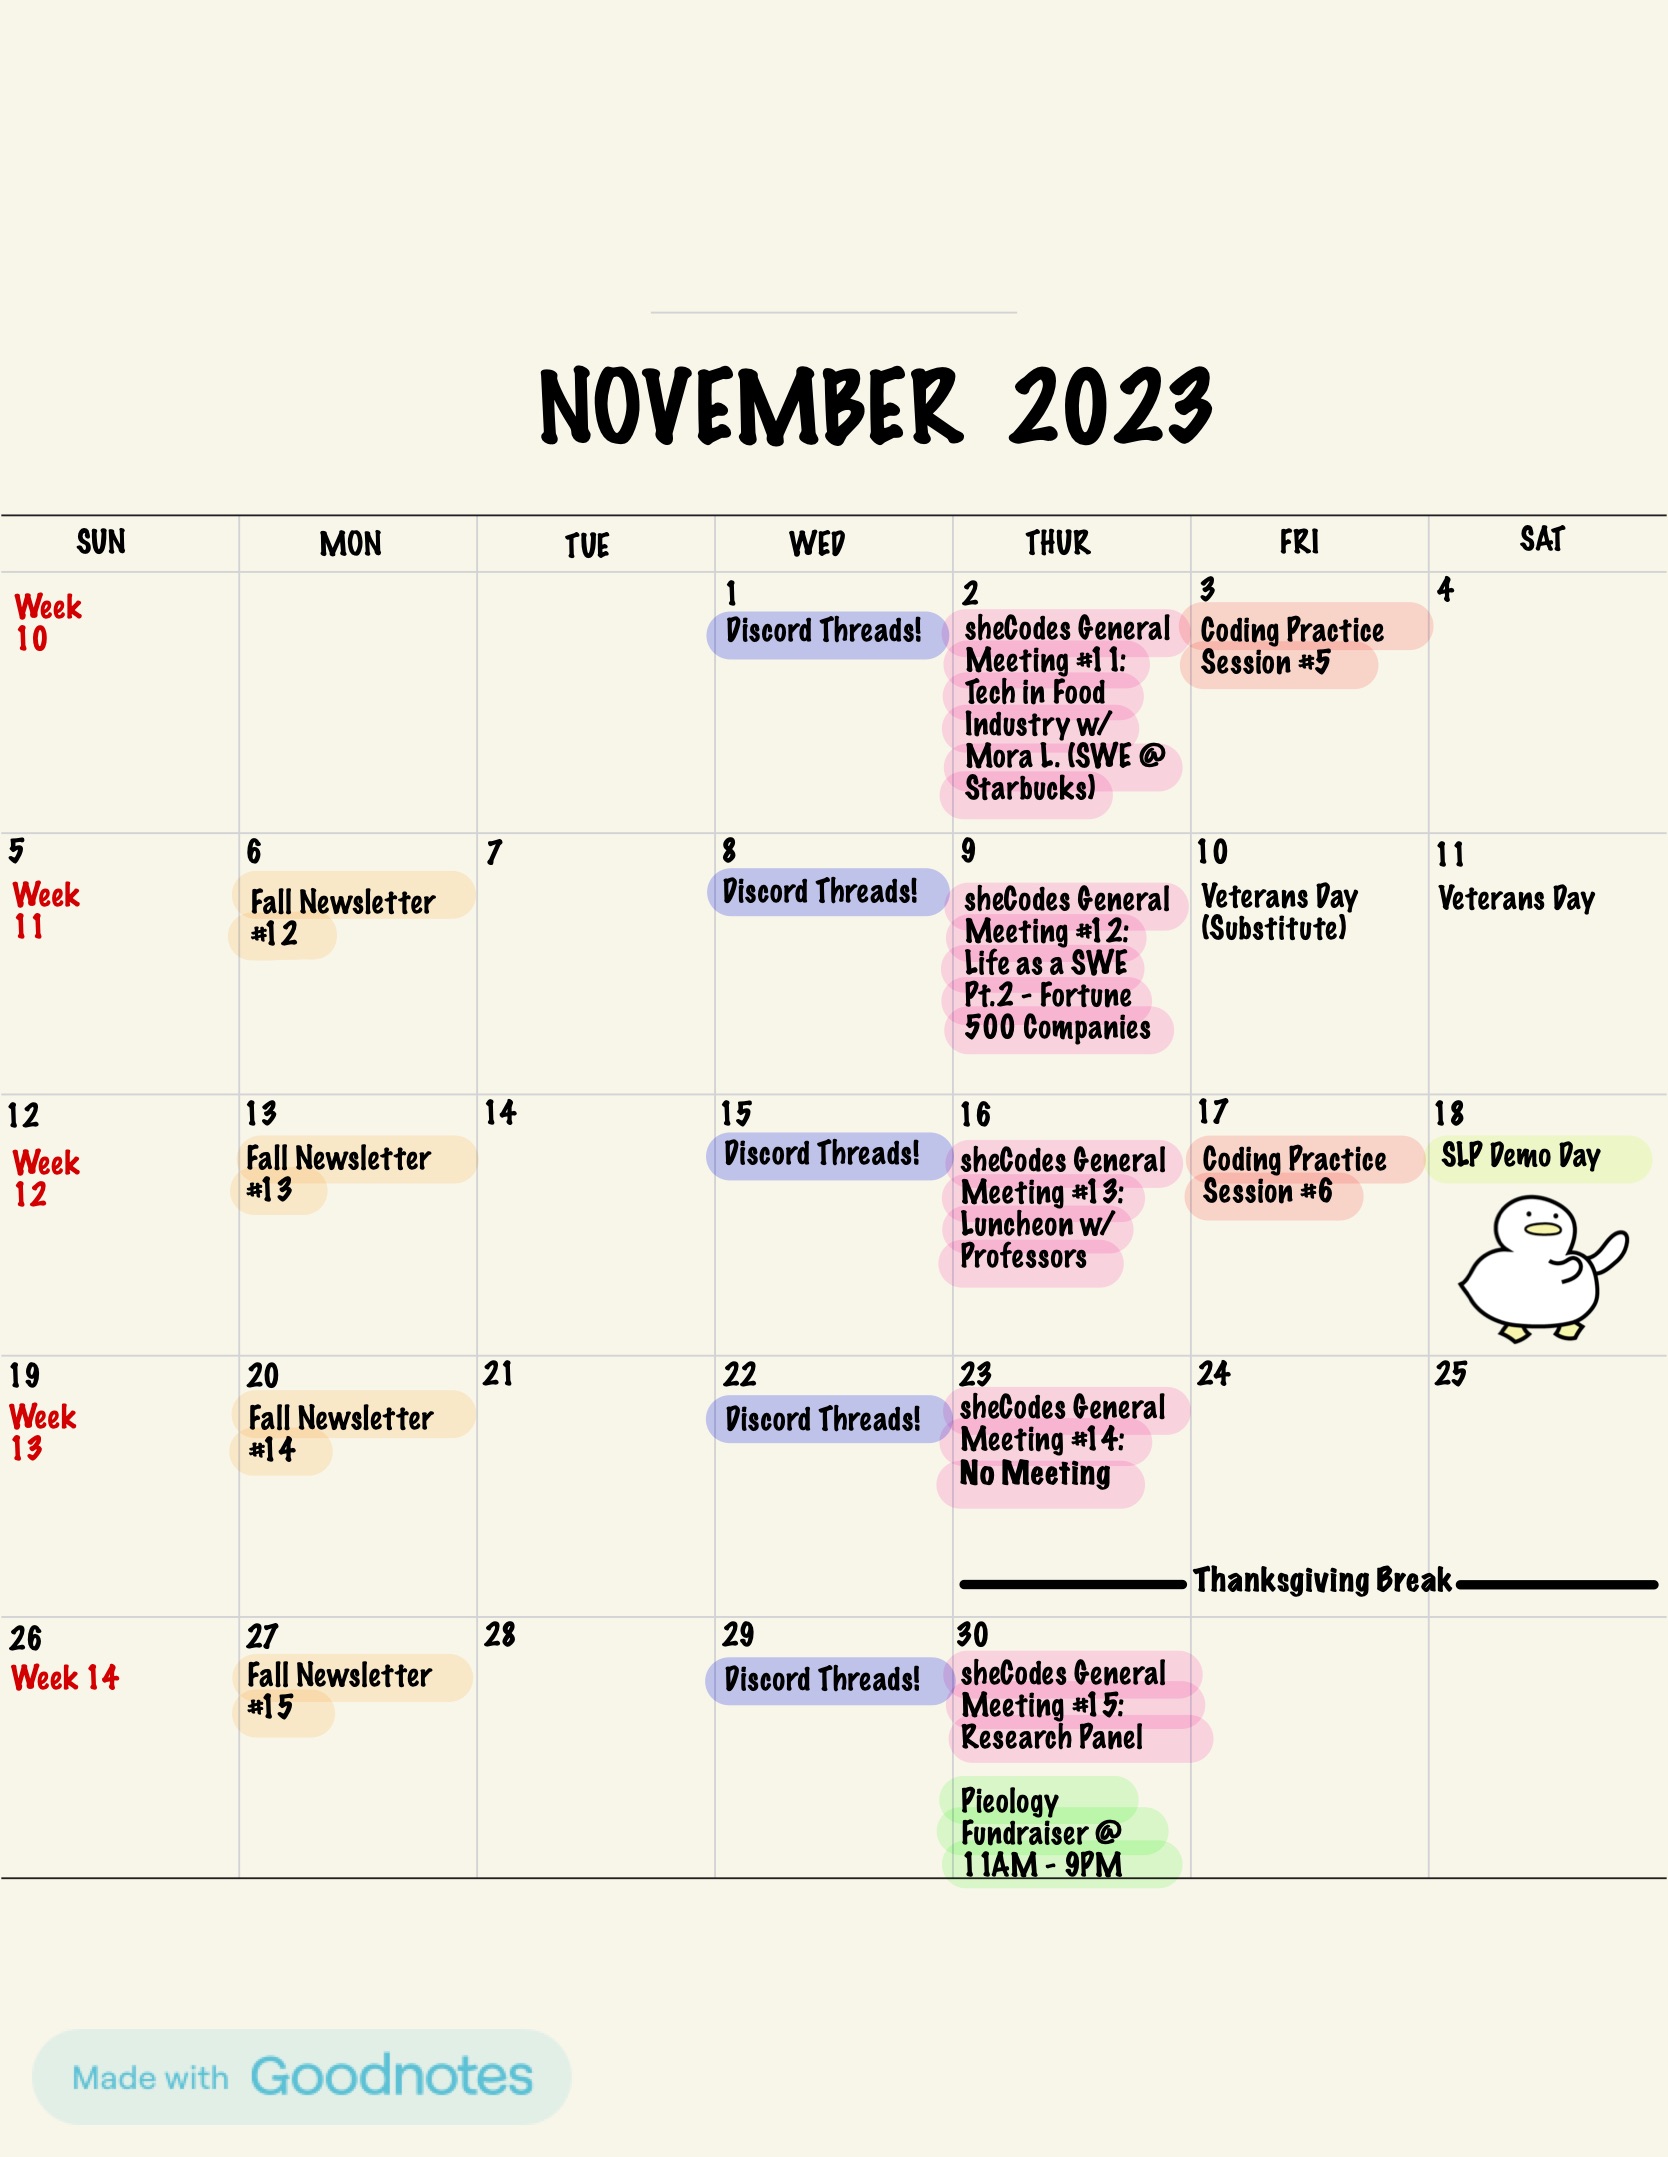 NOVEMBER 2023
SUN
MON
TUE
WED
THUR
FRI
SAT
Week
10
1
Discord Threads!
2
sheCodes General
Meeting #11:
Tech in Food
Industry w/
Mora L. (SWE @
Starbucks)
3
Coding Practice
Session #5
4
5
Week
11
6
Fall Newsletter
#12
7
8
Discord Threads!
9
sheCodes General
Meeting #12:
Life as a SWE
Pt.2 - Fortune
500 Companies
10
Veterans Day
(Substitute)
11
Veterans Day
12
Week
12
13
Fall Newsletter
#13
14
15
Discord Threads!
16
sheCodes General
Meeting #13:
Luncheon w/
Professors
17
Coding Practice
Session #6
18
SLP Demo Day
19
Week
13
20
Fall Newsletter
#14
21
22
Discord Threads!
23
sheCodes General
Meeting #14:
No Meeting
24
25
Thanksgiving Break
26
Week 14
27
Fall Newsletter
#15
28
29
Discord Threads!
30
sheCodes General
Meeting #15:
Research Panel
Pieology
Fundraiser @
11AM - 9PM
Made with Goodnotes